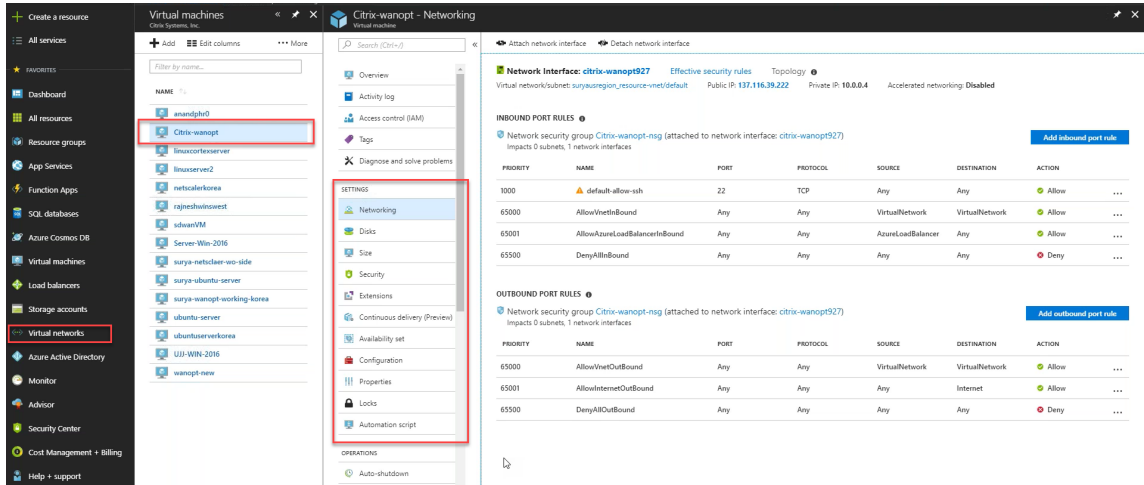 Create a resource
All services
FAVORITES
Dashboard
All resources
Resource groups
App Services
Function Apps
SQL databases
Azure Cosmos DB
Virtual machines
Load balancers
Storage accounts
Virtual networks
Azure Active Directory
Monitor
Advisor
Security Center
Cost Management + Billing
Help + support
Virtual machines
Citrix Systems, Inc.
Add Edit columns More
Filter by name...
NAME
anandphr0
Citrix-wanopt
linuxcortexserver
linuxserver2
netscalerkorea
rajneshwinswest
sdwanVM
Server-Win-2016
surya-netsclaer-wo-side
surya-ubuntu-server
surya-wanopt-working-korea
ubuntu-server
ubuntuserverkorea
UJJ-WIN-2016
wanopt-new
Citrix-wanopt - Networking
Virtual machine
Search (Ctrl+/)
Overview
Activity log
Access control (IAM)
Tags
Diagnose and solve problems
SETTINGS
Networking
Disks
Size
Security
Extensions
Continuous delivery (Preview)
Availability set
Configuration
Properties
Locks
Automation script
OPERATIONS
Auto-shutdown
Attach network interface Detach network interface
Network Interface: citrix-wanopt927 Effective security rules Topology
Virtual network/subnet: suryausregion_resource-vnet/default Public IP: 137.116.39.222 Private IP: 10.0.0.4 Accelerated networking: Disabled
INBOUND PORT RULES
Network security group Citrix-wanopt-nsg (attached to network interface: citrix-wanopt927)
Impacts 0 subnets, 1 network interfaces
Add inbound port rule
PRIORITY NAME PORT PROTOCOL SOURCE DESTINATION ACTION
1000 default-allow-ssh 22 TCP Any Any Allow ...
65000 AllowVnetInBound Any Any VirtualNetwork VirtualNetwork Allow ...
65001 AllowAzureLoadBalancerInBound Any Any AzureLoadBalancer Any Allow ...
65500 DenyAllInBound Any Any Any Any Deny ...
OUTBOUND PORT RULES
Network security group Citrix-wanopt-nsg (attached to network interface: citrix-wanopt927)
Impacts 0 subnets, 1 network interfaces
Add outbound port rule
PRIORITY NAME PORT PROTOCOL SOURCE DESTINATION ACTION
65000 AllowVnetOutBound Any Any VirtualNetwork VirtualNetwork Allow ...
65001 AllowInternetOutBound Any Any Any Internet Allow ...
65500 DenyAllOutBound Any Any Any Any Deny ...